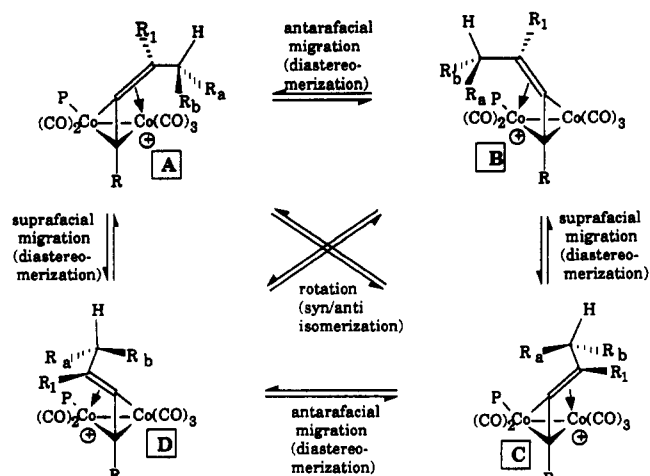 antarafacial
migration
(diastereo-
merization)
R1
H
Ra
Rb
P
(CO)2Co
Co(CO)3
⊕
A
R
H
R1
Rb
Ra
P
(CO)2Co
Co(CO)3
⊕
B
R
suprafacial
migration
(diastereo-
merization)
rotation
(syn/anti
isomerization)
suprafacial
migration
(diastereo-
merization)
H
Ra
Rb
R1
P
(CO)2Co
Co(CO)3
⊕
D
R
antarafacial
migration
(diastereo-
merization)
H
Ra
Rb
R1
P
(CO)2Co
Co(CO)3
⊕
C
R